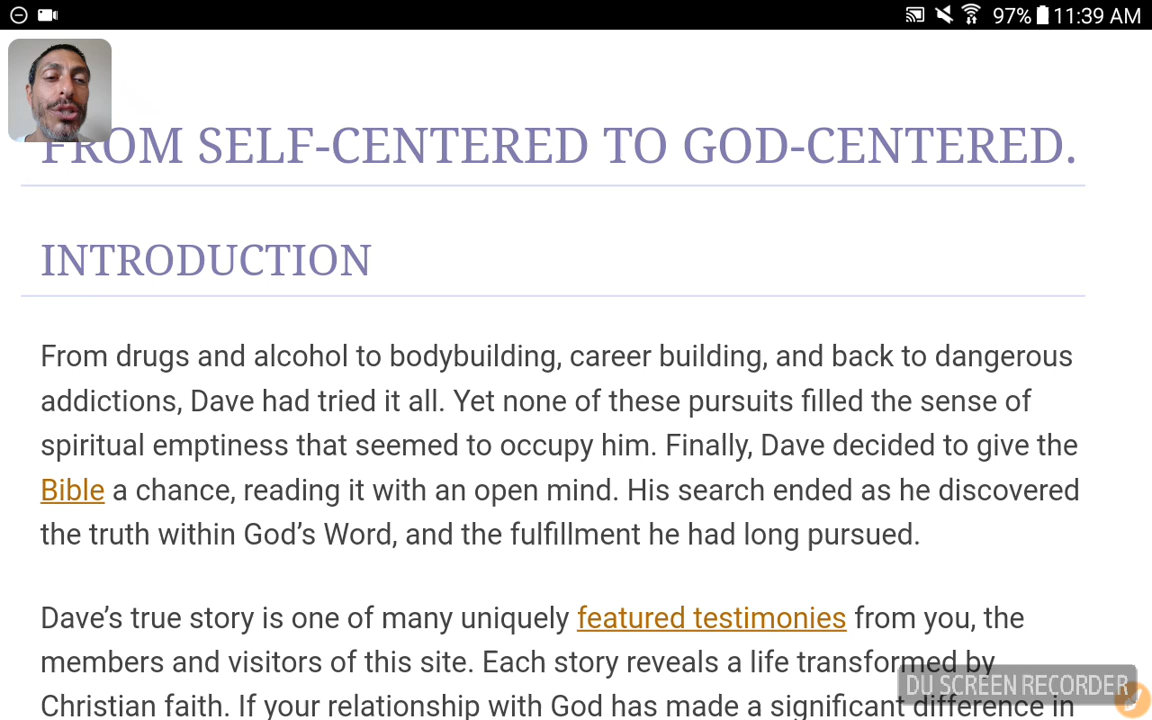 97% 11:39 AM
FROM SELF-CENTERED TO GOD-CENTERED.
INTRODUCTION
From drugs and alcohol to bodybuilding, career building, and back to dangerous
addictions, Dave had tried it all. Yet none of these pursuits filled the sense of
spiritual emptiness that seemed to occupy him. Finally, Dave decided to give the
Bible a chance, reading it with an open mind. His search ended as he discovered
the truth within God’s Word, and the fulfillment he had long pursued.
Dave’s true story is one of many uniquely featured testimonies from you, the
members and visitors of this site. Each story reveals a life transformed by
Christian faith. If your relationship with God has made a significant difference in
DU SCREEN RECORDER